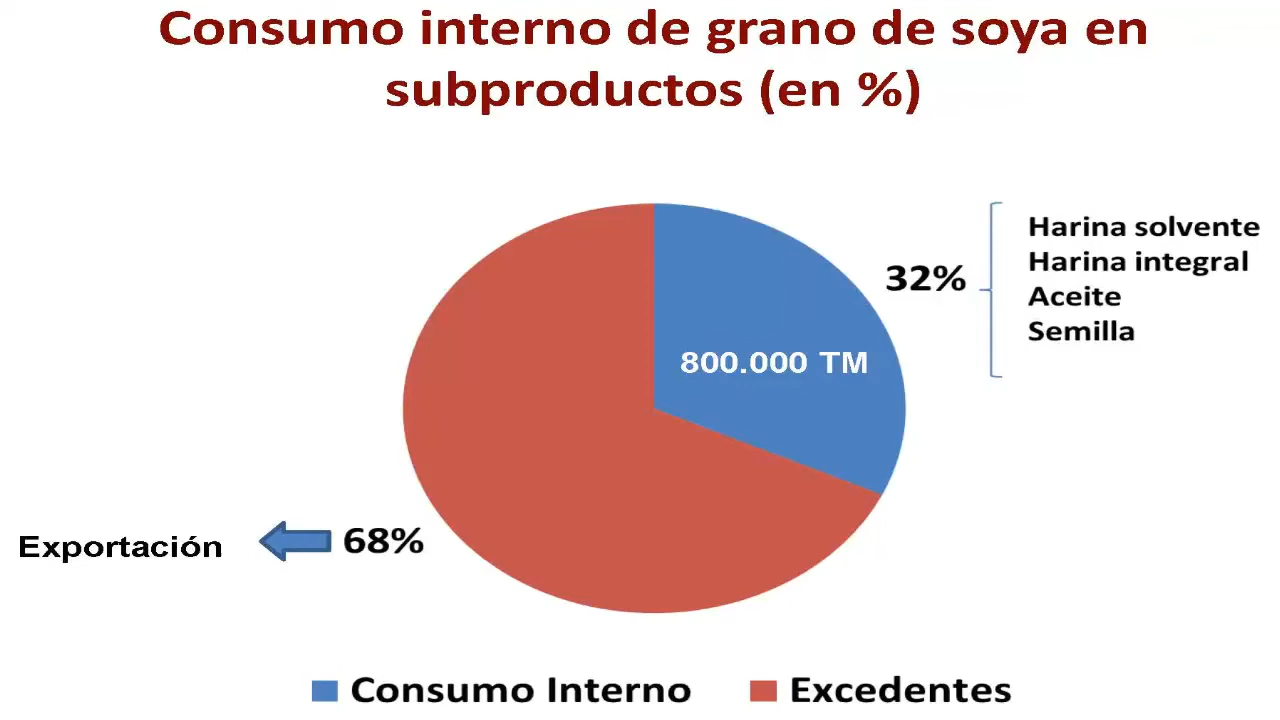 Consumo interno de grano de soya en
subproductos (en %)
Harina solvente
Harina integral
Aceite
Semilla
32%
800.000 TM
68%
Exportación
Consumo Interno
Excedentes